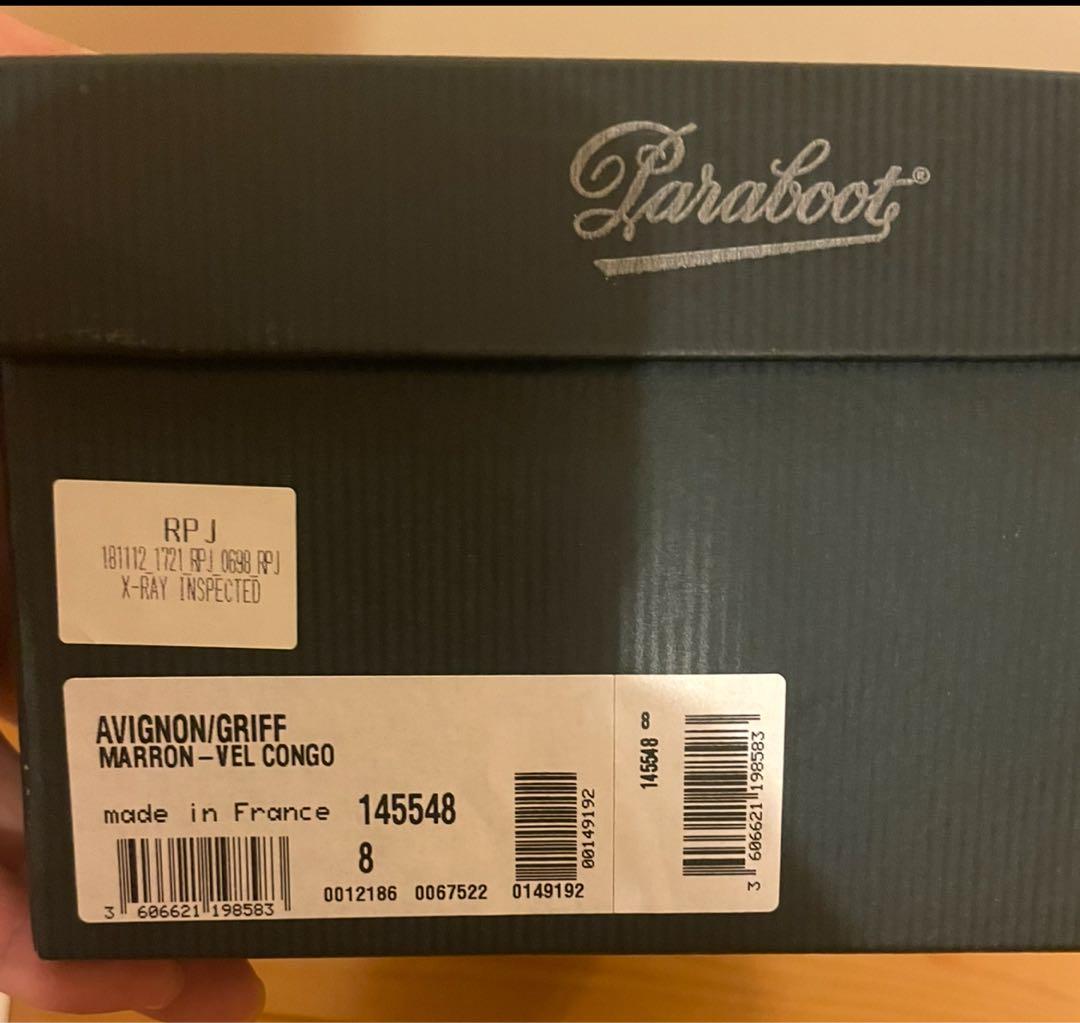 Paraboot®
RPJ
181112_1721_RPJ_0698_RPJ
X-RAY INSPECTED
AVIGNON/GRIFF
MARRON-VEL CONGO
made in France 145548
8
0012186 0067522 0149192
3 606621 198583
00149192
145548 8
3 606621 198583